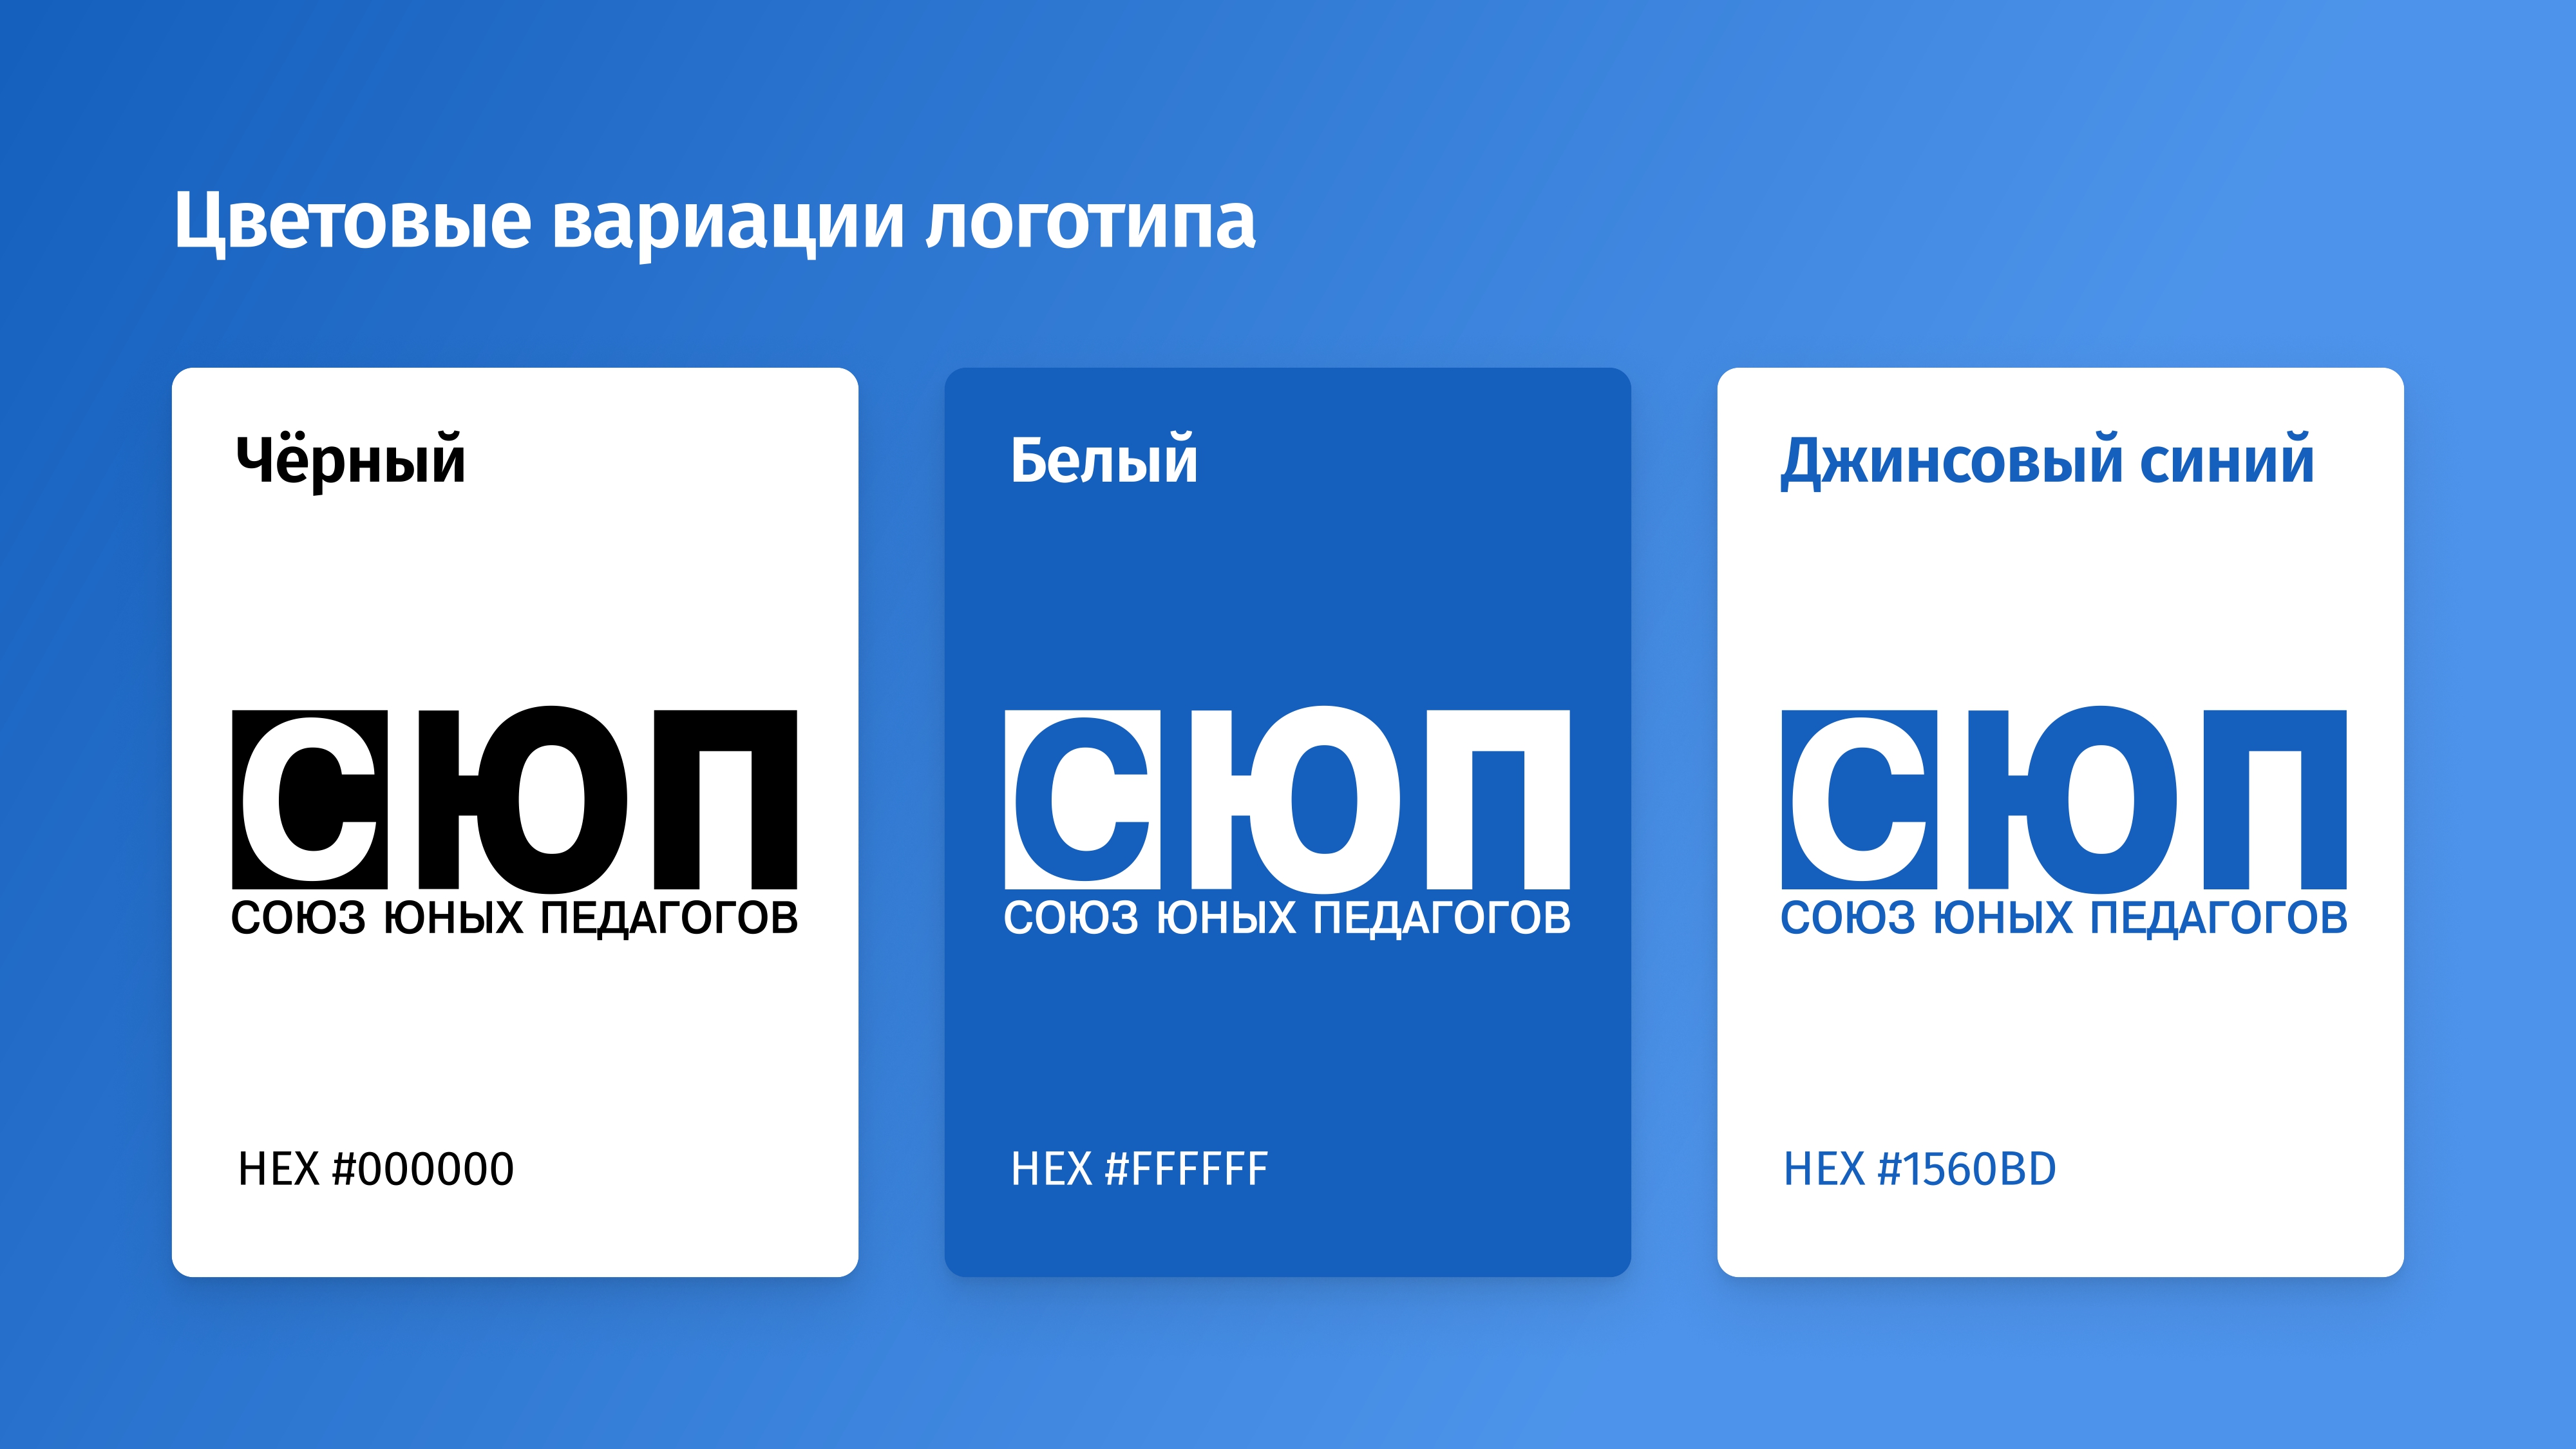 Цветовые вариации логотипа
Чёрный
СЮП
СОЮЗ ЮНЫХ ПЕДАГОГОВ
HEX #000000
Белый
СЮП
СОЮЗ ЮНЫХ ПЕДАГОГОВ
HEX #FFFFFF
Джинсовый синий
СЮП
СОЮЗ ЮНЫХ ПЕДАГОГОВ
HEX #1560BD